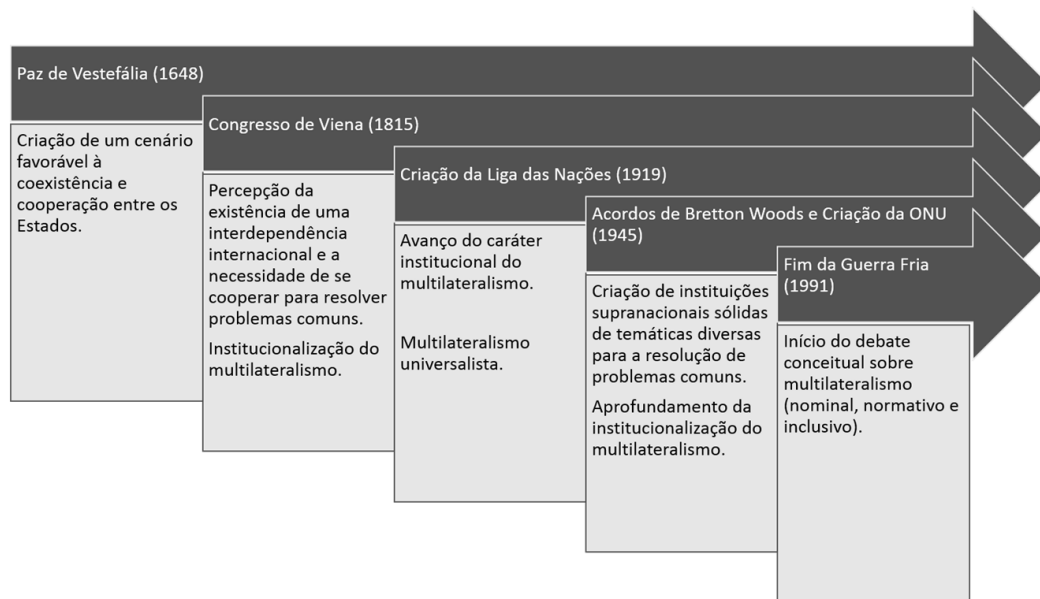 Paz de Vestefália (1648)
Criação de um cenário
favorável à
coexistência e
cooperação entre os
Estados.
Congresso de Viena (1815)
Percepção da
existência de uma
interdependência
internacional e a
necessidade de se
cooperar para resolver
problemas comuns.
Institucionalização do
multilateralismo.
Criação da Liga das Nações (1919)
Avanço do caráter
institucional do
multilateralismo.
Multilateralismo
universalista.
Acordos de Bretton Woods e Criação da ONU
(1945)
Criação de instituições
supranacionais sólidas
de temáticas diversas
para a resolução de
problemas comuns.
Aprofundamento da
institucionalização do
multilateralismo.
Fim da Guerra Fria
(1991)
Início do debate
conceitual sobre
multilateralismo
(nominal, normativo e
inclusivo).